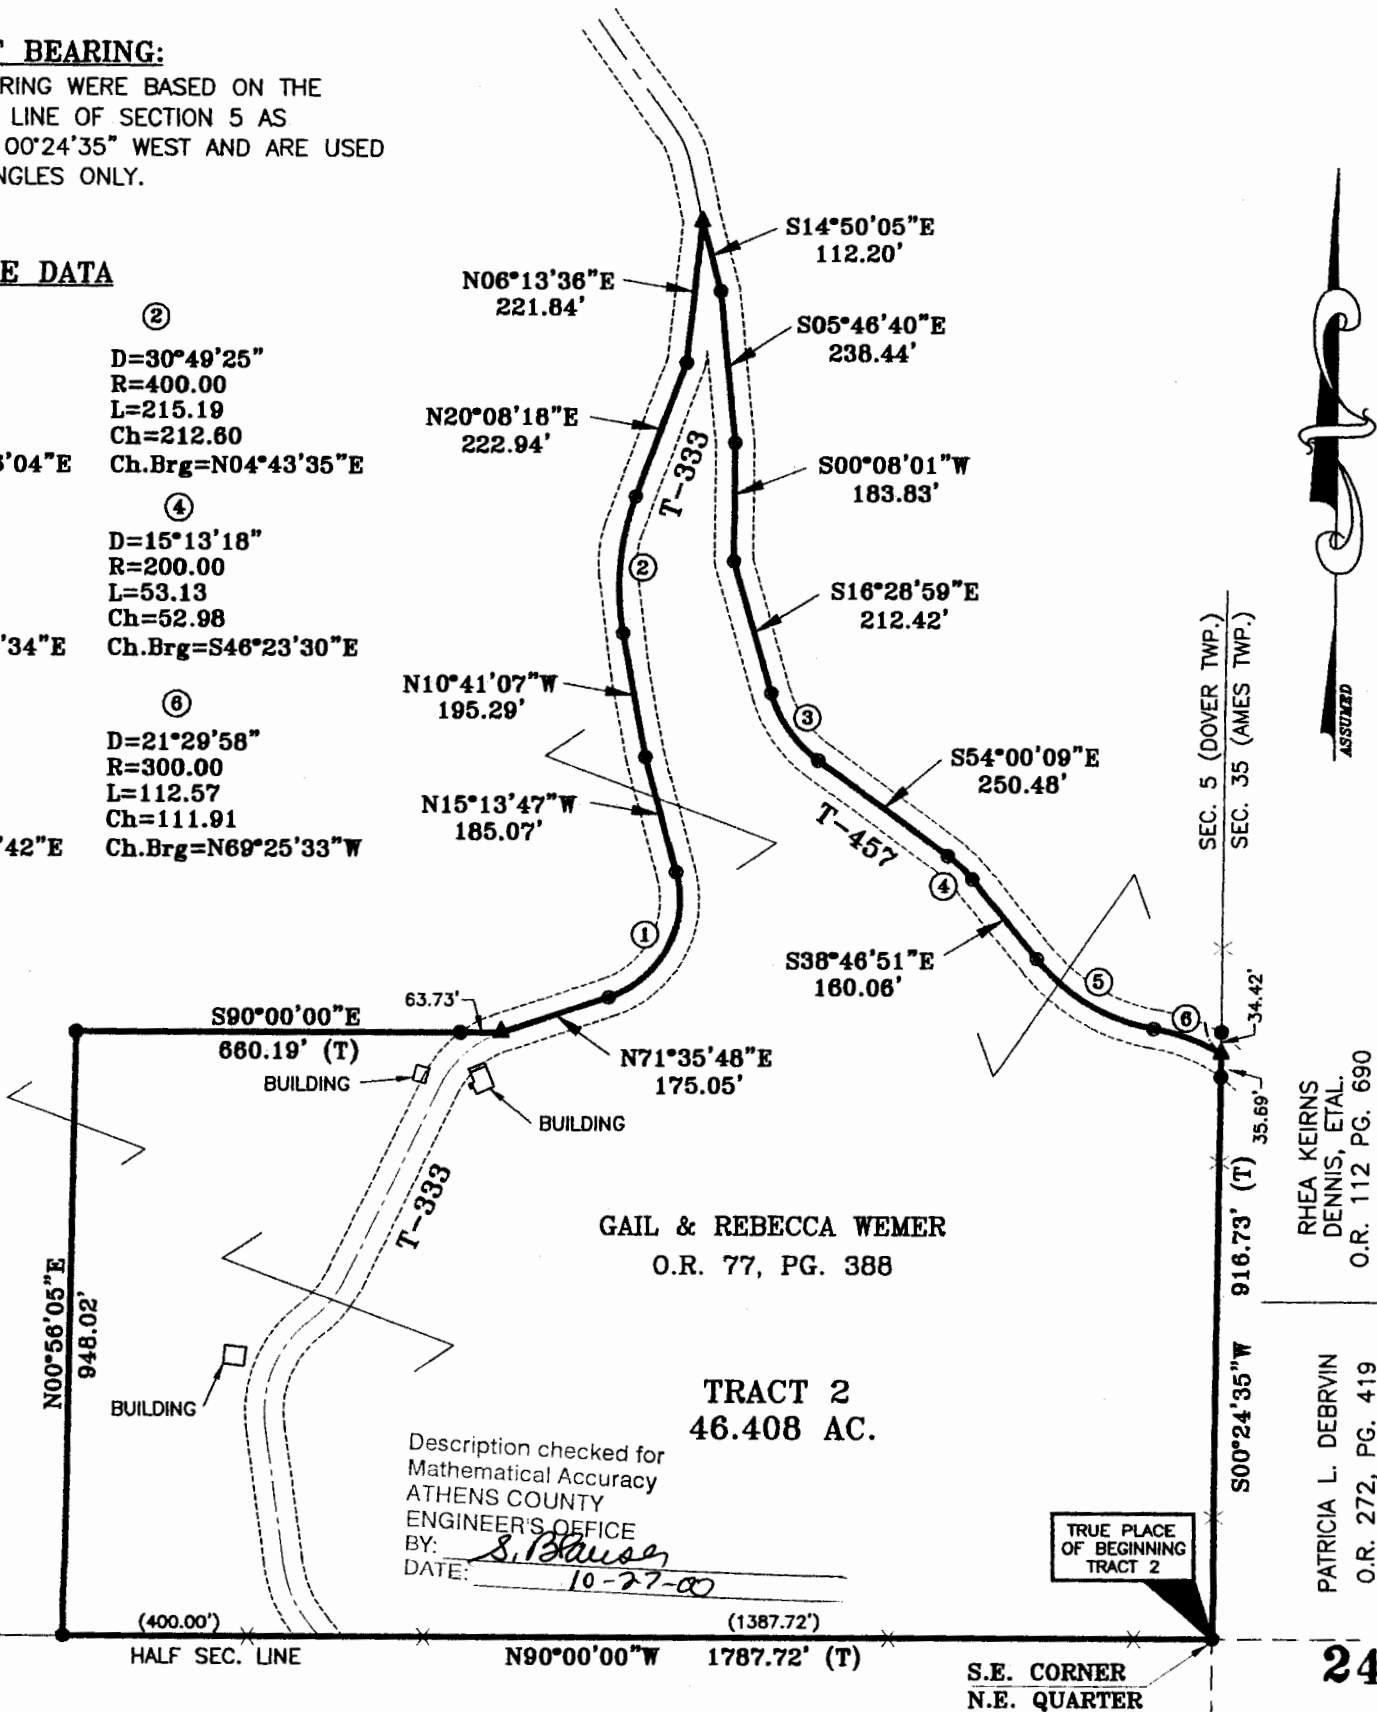 T BEARING:
RING WERE BASED ON THE
LINE OF SECTION 5 AS
00°24'35" WEST AND ARE USED
NGLES ONLY.
E DATA
②
D=30°49'25"
R=400.00
L=215.19
Ch=212.60
'04"E Ch.Brg=N04°43'35"E
④
D=15°13'18"
R=200.00
L=53.13
Ch=52.98
'34"E Ch.Brg=S46°23'30"E
⑥
D=21°29'58"
R=300.00
L=112.57
Ch=111.91
'42"E Ch.Brg=N69°25'33"W
S14°50'05"E
112.20'
N06°13'36"E
221.84'
S05°46'40"E
238.44'
N20°08'18"E
222.94'
T-333
S00°08'01"W
183.83'
②
S16°28'59"E
212.42'
N10°41'07"W
195.29'
③
S54°00'09"E
250.48'
N15°13'47"W
185.07'
T-457
④
SEC. 5 (DOVER TWP.)
SEC. 35 (AMES TWP.)
ASSUMED
①
S38°46'51"E
160.06'
⑤
⑥
34.42'
35.69'
S90°00'00"E
660.19' (T)
63.73'
N71°35'48"E
175.05'
BUILDING
BUILDING
T-333
GAIL & REBECCA WEMER
O.R. 77, PG. 388
RHEA KEIRNS
DENNIS, ETAL.
O.R. 112 PG. 690
N00°56'05"E
948.02'
S00°24'35"W 916.73' (T)
BUILDING
TRACT 2
46.408 AC.
PATRICIA L. DEBRVIN
O.R. 272, PG. 419
Description checked for
Mathematical Accuracy
ATHENS COUNTY
ENGINEER'S OFFICE
BY:
DATE: 10-27-00
TRUE PLACE
OF BEGINNING
TRACT 2
(400.00')
(1387.72')
HALF SEC. LINE
N90°00'00"W 1787.72' (T)
S.E. CORNER
N.E. QUARTER
24